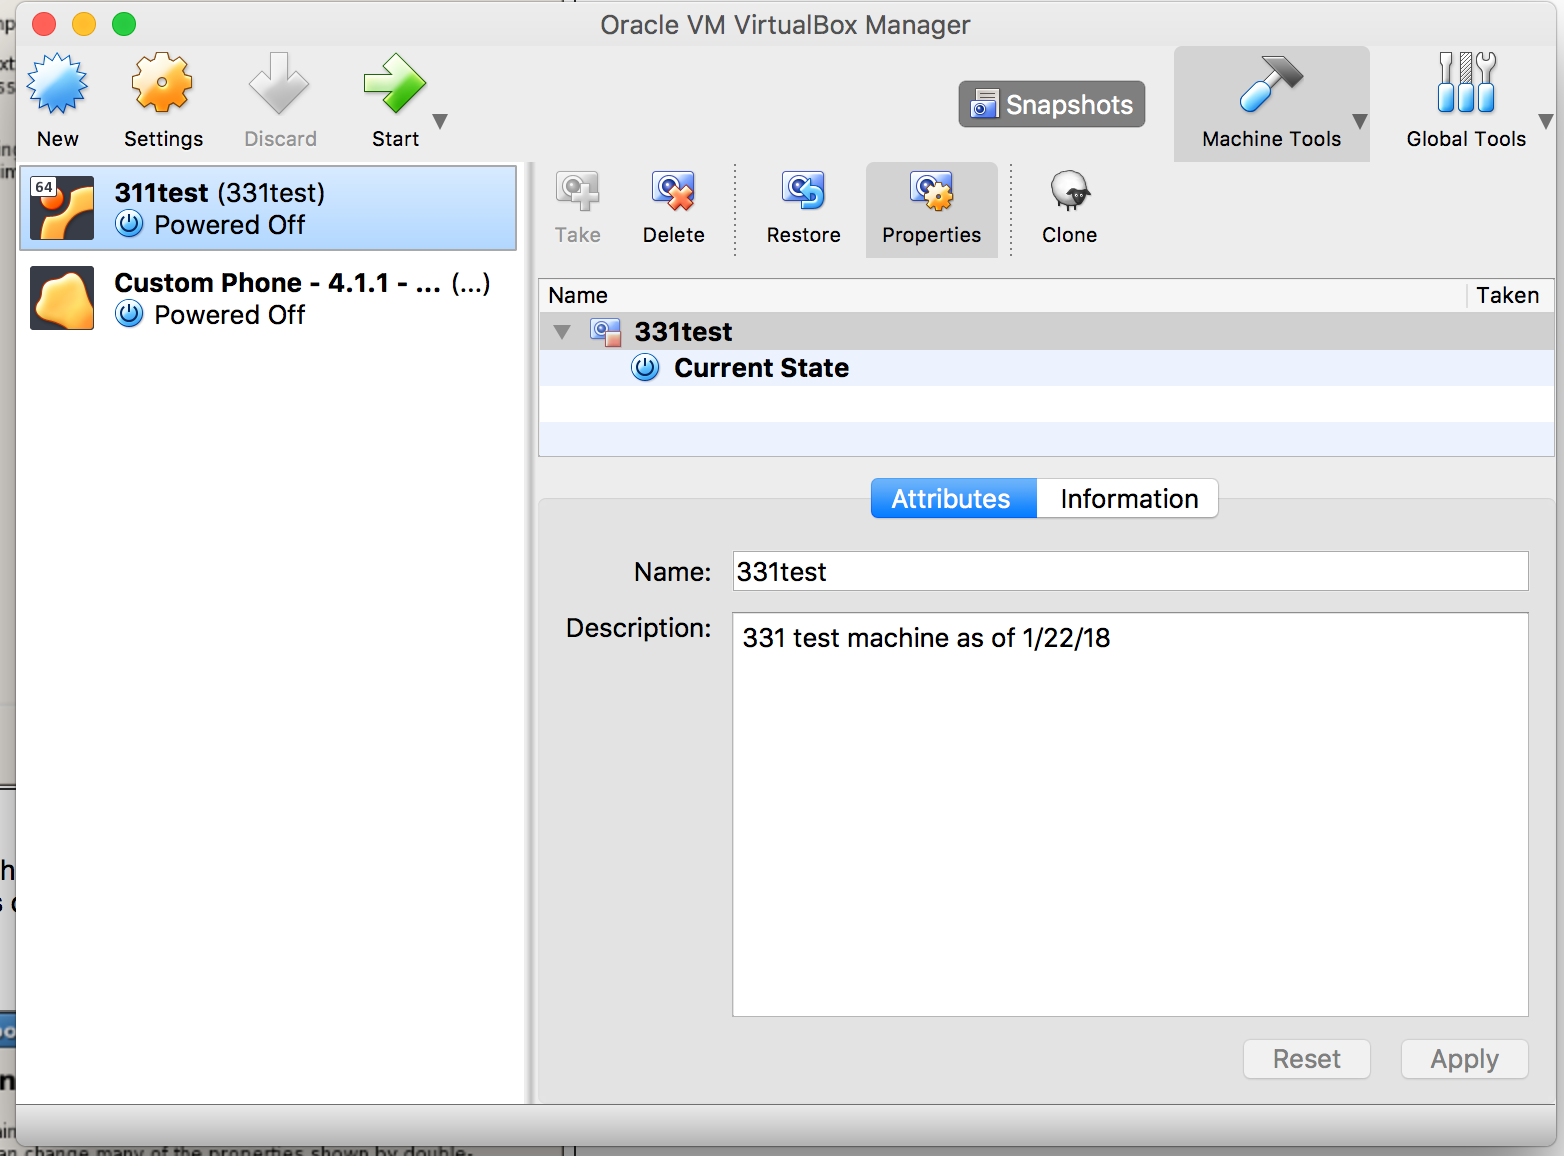 Oracle VM VirtualBox Manager
New
Settings
Discard
Start
Snapshots
Machine Tools
Global Tools
64
311test (331test)
Powered Off
Custom Phone - 4.1.1 - ... (...)
Powered Off
Take
Delete
Restore
Properties
Clone
Name
Taken
331test
Current State
Attributes
Information
Name:
331test
Description:
331 test machine as of 1/22/18
Reset
Apply
an change many of the properties shown by double-